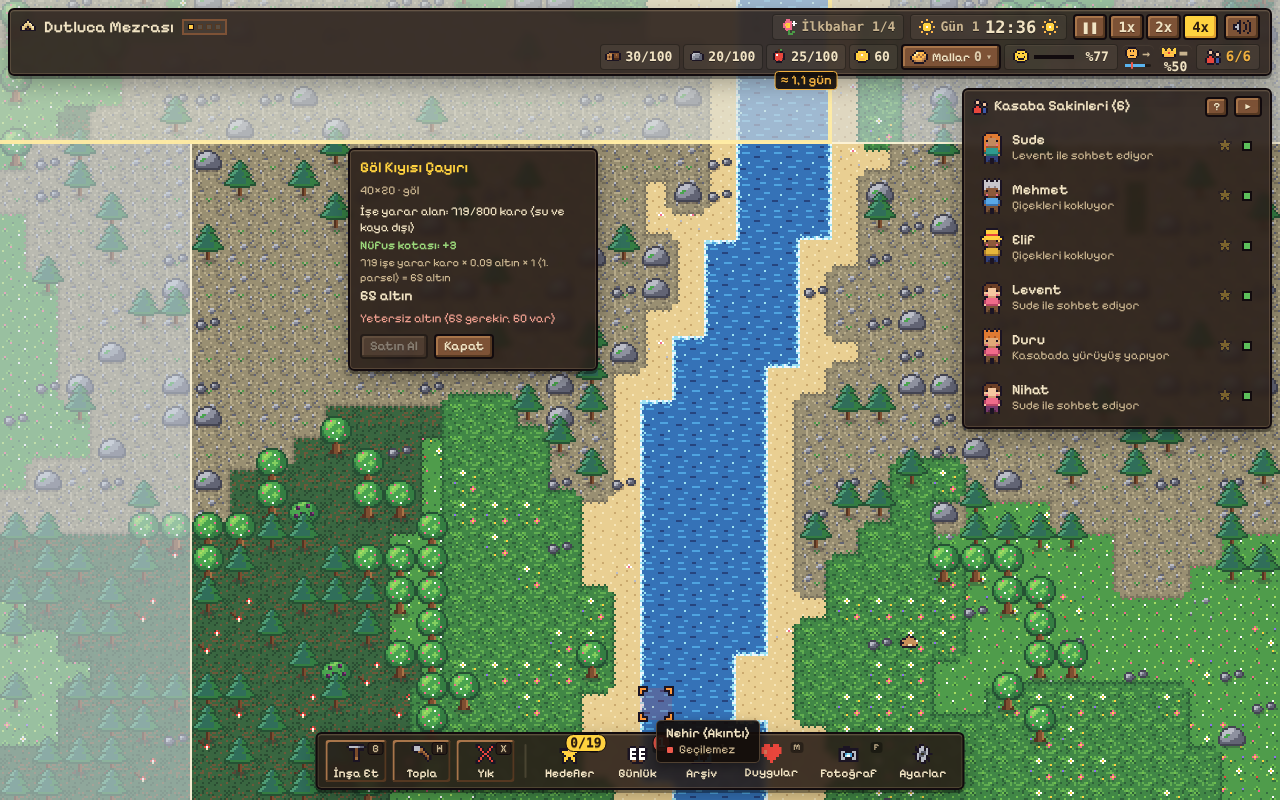 Dutluca Mezrası
İlkbahar 1/4
Gün 1 12:36
1x
2x
4x
30/100
20/100
25/100
60
Mallar 0
%77
%50
6/6
≈ 1,1 gün
Göl Kıyısı Çayırı
40×20 · göl
İşe yarar alan: 719/800 karo (su ve
kaya dışı)
Nüfus kotası: +3
719 işe yarar karo × 0.09 altın × 1 (1.
parsel) = 65 altın
65 altın
Yetersiz altın (65 gerekir, 60 var)
Satın Al
Kapat
Kasaba Sakinleri (6)
?
Sude
Levent ile sohbet ediyor
Mehmet
Çiçekleri kokluyor
Elif
Çiçekleri kokluyor
Levent
Sude ile sohbet ediyor
Duru
Kasabada yürüyüş yapıyor
Nihat
Sude ile sohbet ediyor
Nehir (Akıntı)
Geçilemez
B
İnşa Et
H
Topla
X
Yık
0/19
Hedefler
Günlük
Arşiv
M
Duygular
F
Fotoğraf
Ayarlar